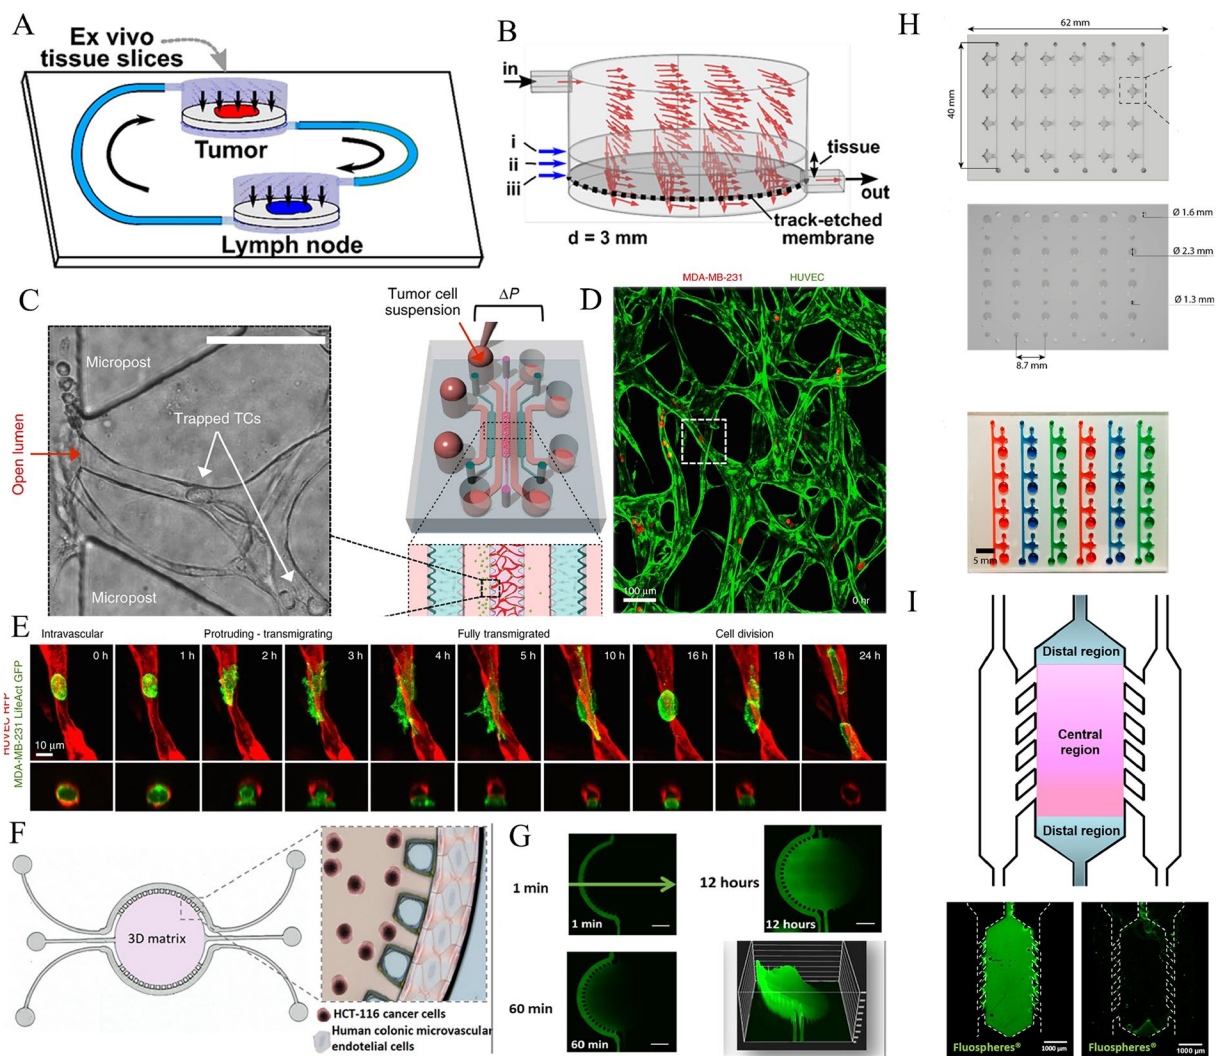 A
Ex vivo
tissue slices
Tumor
Lymph node
B
in
i
ii
iii
tissue
out
track-etched
membrane
d = 3 mm
C
Micropost
Trapped TCs
Open lumen
Micropost
Tumor cell
suspension
ΔP
D
MDA-MB-231
HUVEC
100 µm
0 hr
E
Intravascular
Protruding - transmigrating
Fully transmigrated
Cell division
0 h
1 h
2 h
3 h
4 h
5 h
10 h
16 h
18 h
24 h
HUVEC RFP
MDA-MB-231 LifeAct GFP
10 µm
F
3D matrix
HCT-116 cancer cells
Human colonic microvascular
endotelial cells
G
1 min
1 min
12 hours
12 hours
60 min
60 min
H
62 mm
40 mm
Ø 1.6 mm
Ø 2.3 mm
Ø 1.3 mm
8.7 mm
5 mm
I
Distal region
Central
region
Distal region
Fluospheres®
1000 µm
Fluospheres®
1000 µm